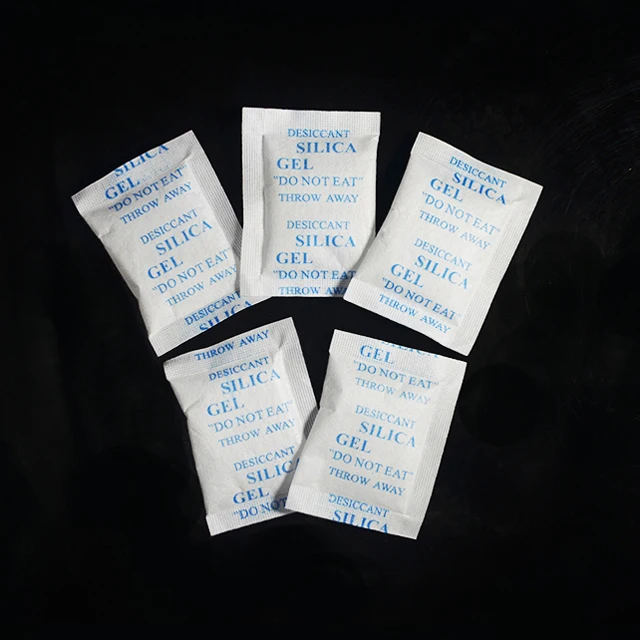 SILICA
GEL
"DO NOT EAT"
THROW AWAY
DESICCANT
SILICA
GEL
"DO NOT EAT"
THROW AWAY
DESICCANT
SILICA
DESICCANT
SILICA
GEL
"DO NOT EAT"
THROW AWAY
DESICCANT
SILICA
GEL
"DO NOT EAT
THROW AW
DESICCANT
SILICA
GEL
"DO NOT EAT"
THROW AWAY
DESICCANT
SILICA
GEL
"DO NOT EAT"
THROW AWAY
THROW AWAY
DESICCANT
SILICA
GEL
"DO NOT EAT"
THROW AWAY
DESICCANT
SILIC
GEL
"DO NOT
GEL
"DO NOT EAT"
THROW AWAY
DESICCANT
SILICA
GEL
"DO NOT EAT"
THROW AWAY
DESICCANT
SILICA